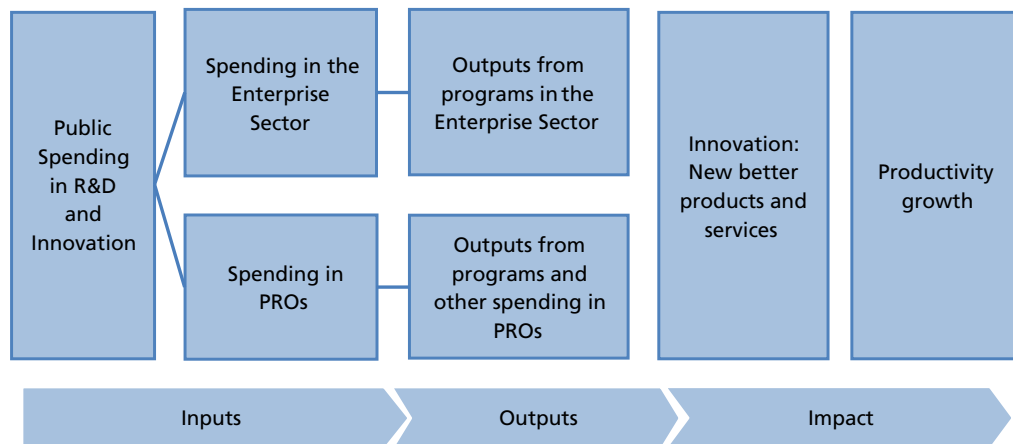 Public
Spending
in R&D
and
Innovation
Spending in the
Enterprise
Sector
Outputs from
programs in the
Enterprise Sector
Spending in
PROs
Outputs from
programs and
other spending in
PROs
Innovation:
New better
products and
services
Productivity
growth
Inputs
Outputs
Impact